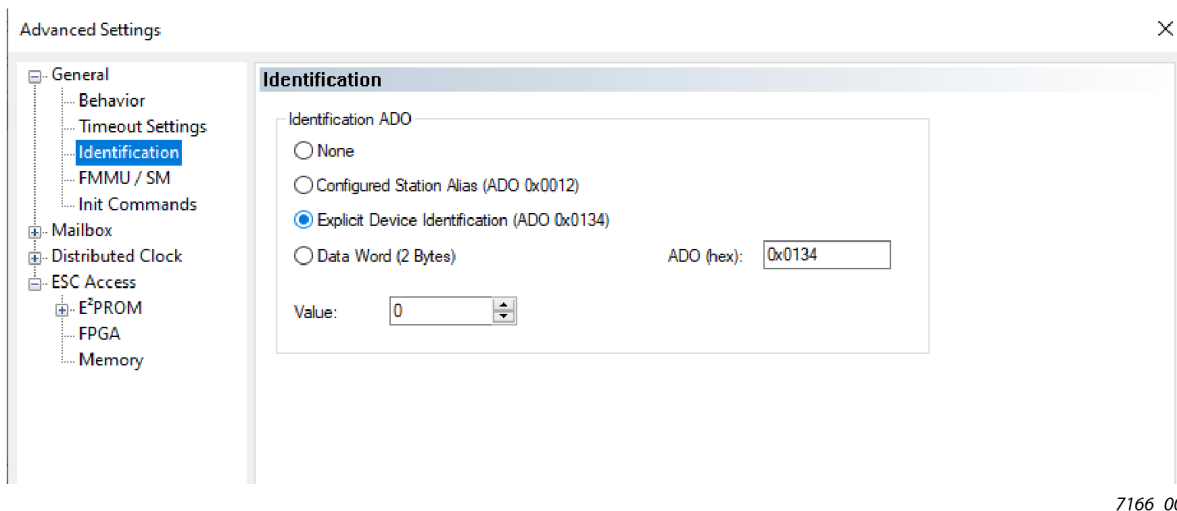 Advanced Settings
General
Behavior
Timeout Settings
Identification
FMMU / SM
Init Commands
Mailbox
Distributed Clock
ESC Access
E²PROM
FPGA
Memory
Identification
Identification ADO
None
Configured Station Alias (ADO 0x0012)
Explicit Device Identification (ADO 0x0134)
Data Word (2 Bytes) ADO (hex): 0x0134
Value: 0
7166_00